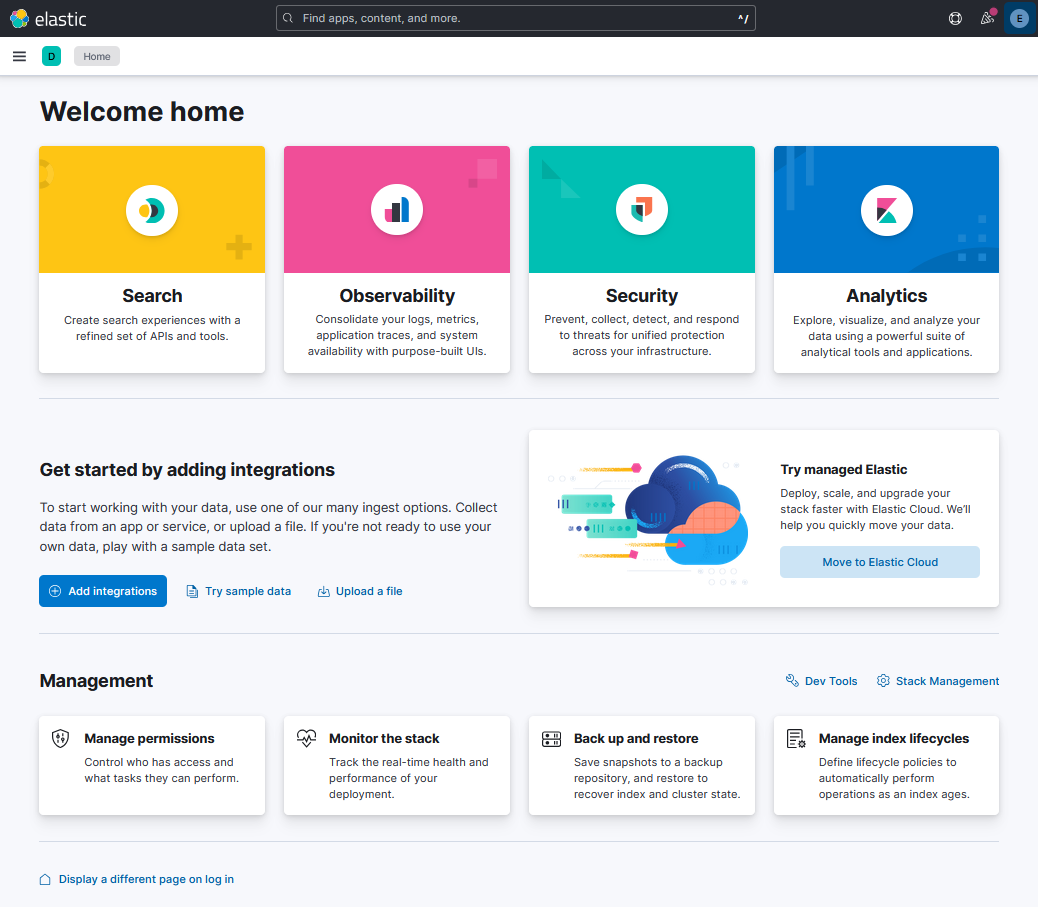 elastic
Find apps, content, and more.
^/
E
D
Home
Welcome home
Search
Create search experiences with a
refined set of APIs and tools.
Observability
Consolidate your logs, metrics,
application traces, and system
availability with purpose-built UIs.
Security
Prevent, collect, detect, and respond
to threats for unified protection
across your infrastructure.
Analytics
Explore, visualize, and analyze your
data using a powerful suite of
analytical tools and applications.
Get started by adding integrations
To start working with your data, use one of our many ingest options. Collect
data from an app or service, or upload a file. If you're not ready to use your
own data, play with a sample data set.
Add integrations
Try sample data
Upload a file
Try managed Elastic
Deploy, scale, and upgrade your
stack faster with Elastic Cloud. We'll
help you quickly move your data.
Move to Elastic Cloud
Management
Dev Tools
Stack Management
Manage permissions
Control who has access and
what tasks they can perform.
Monitor the stack
Track the real-time health and
performance of your
deployment.
Back up and restore
Save snapshots to a backup
repository, and restore to
recover index and cluster state.
Manage index lifecycles
Define lifecycle policies to
automatically perform
operations as an index ages.
Display a different page on log in